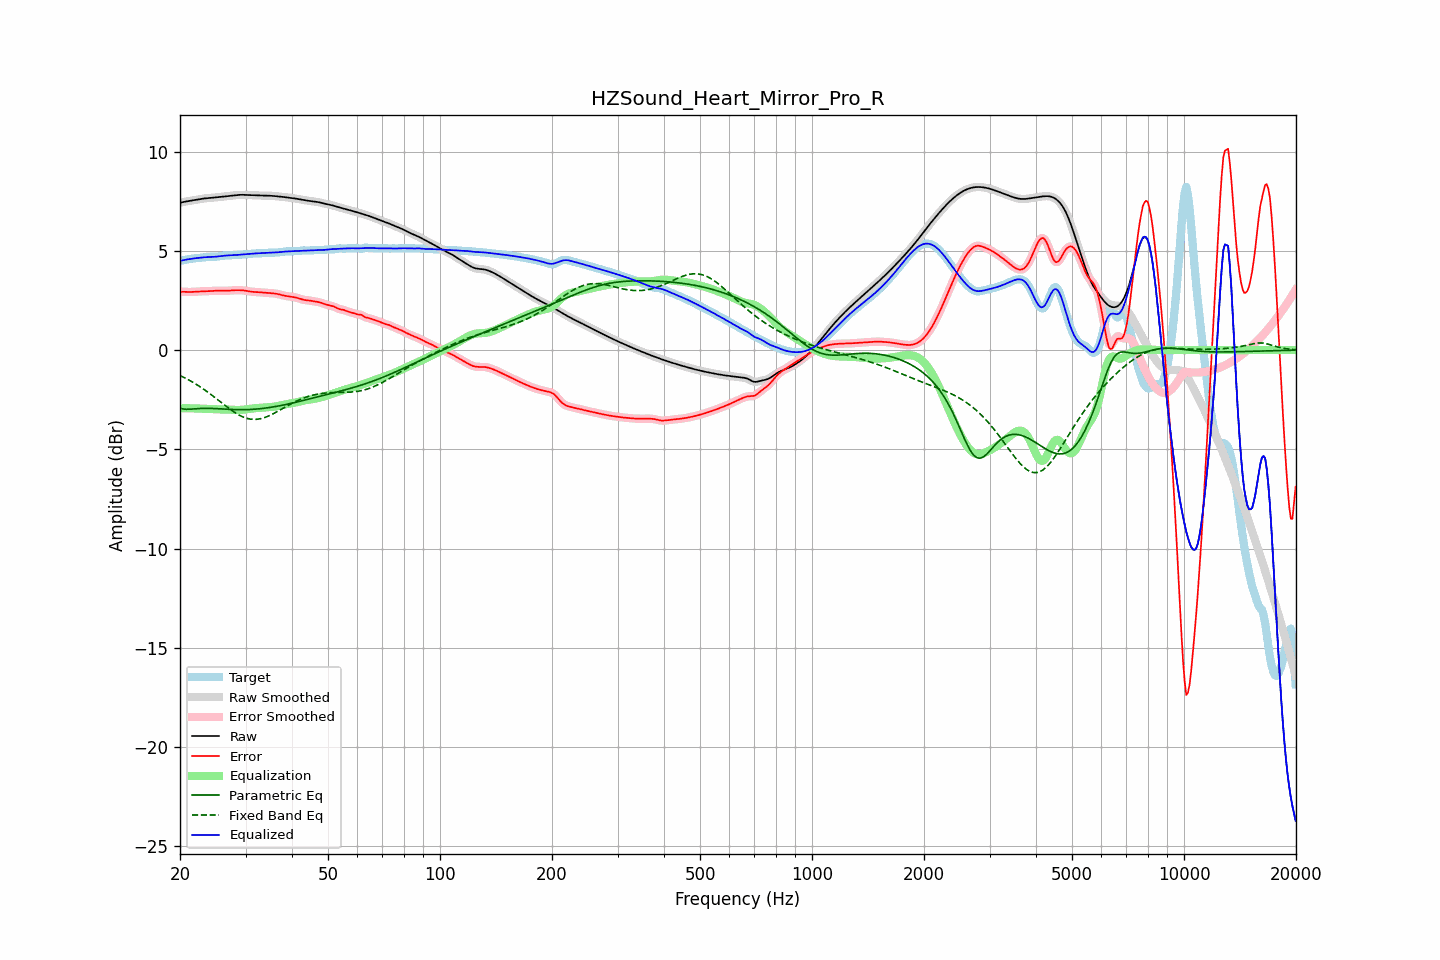 HZSound_Heart_Mirror_Pro_R
Amplitude (dBr)
10
5
0
−5
−10
−15
−20
−25
Target
Raw Smoothed
Error Smoothed
Raw
Error
Equalization
Parametric Eq
Fixed Band Eq
Equalized
20 50 100 200 500 1000 2000 5000 10000 20000
Frequency (Hz)